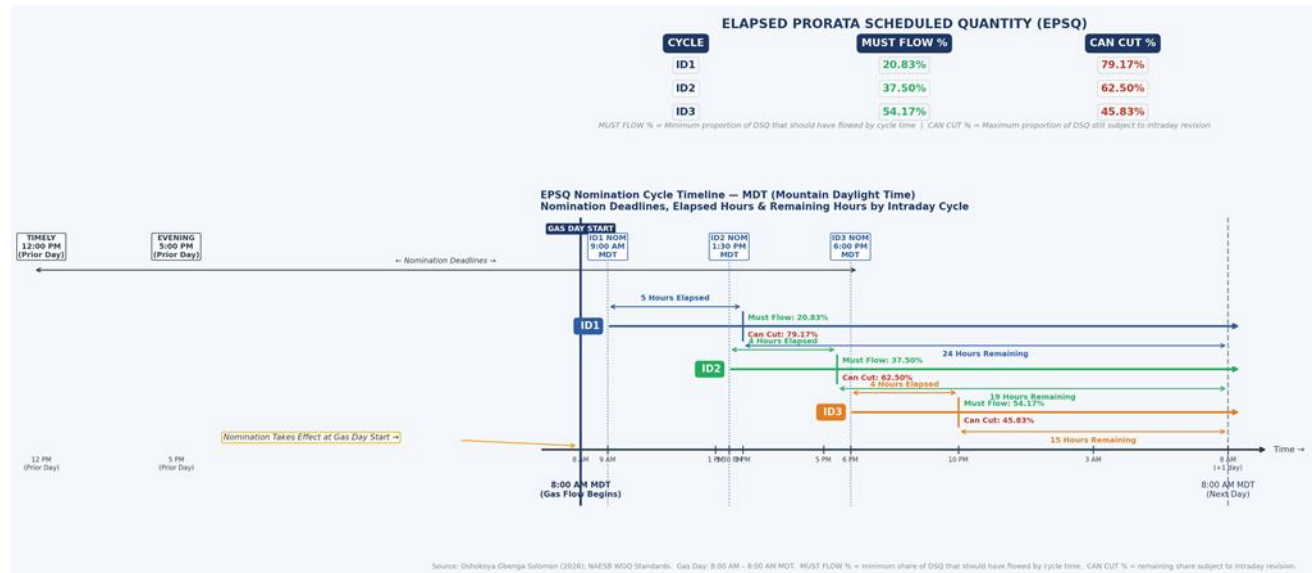 ELAPSED PRORATA SCHEDULED QUANTITY (EPSQ)
CYCLE MUST FLOW % CAN CUT %
ID1 20.83% 79.17%
ID2 37.50% 62.50%
ID3 54.17% 45.83%
MUST FLOW % = Minimum proportion of DSQ that should have flowed by cycle time | CAN CUT % = Maximum proportion of DSQ still subject to intraday revision
EPSQ Nomination Cycle Timeline — MDT (Mountain Daylight Time)
Nomination Deadlines, Elapsed Hours & Remaining Hours by Intraday Cycle
GAS DAY START
TIMELY
12:00 PM
(Prior Day)
EVENING
5:00 PM
(Prior Day)
ID1 NOM
9:00 AM
MDT
ID2 NOM
1:30 PM
MDT
ID3 NOM
6:00 PM
MDT
← Nomination Deadlines →
5 Hours Elapsed
ID1
Must Flow: 20.83%
Can Cut: 79.17%
24 Hours Remaining
4 Hours Elapsed
ID2
Must Flow: 37.50%
Can Cut: 62.50%
19 Hours Remaining
4 Hours Elapsed
ID3
Must Flow: 54.17%
Can Cut: 45.83%
15 Hours Remaining
Nomination Takes Effect at Gas Day Start →
Time →
12 PM
(Prior Day)
5 PM
(Prior Day)
8 AM
9 AM
5 PM
6 PM
10 PM
3 AM
8 AM
(+1 day)
8:00 AM MDT
(Gas Flow Begins)
8:00 AM MDT
(Next Day)
Source: Oshokoya Gbenga Solomon (2026); NAESB WGQ Standards. Gas Day: 8:00 AM – 8:00 AM MDT. MUST FLOW % = minimum share of DSQ that should have flowed by cycle time. CAN CUT % = remaining share subject to intraday revision.